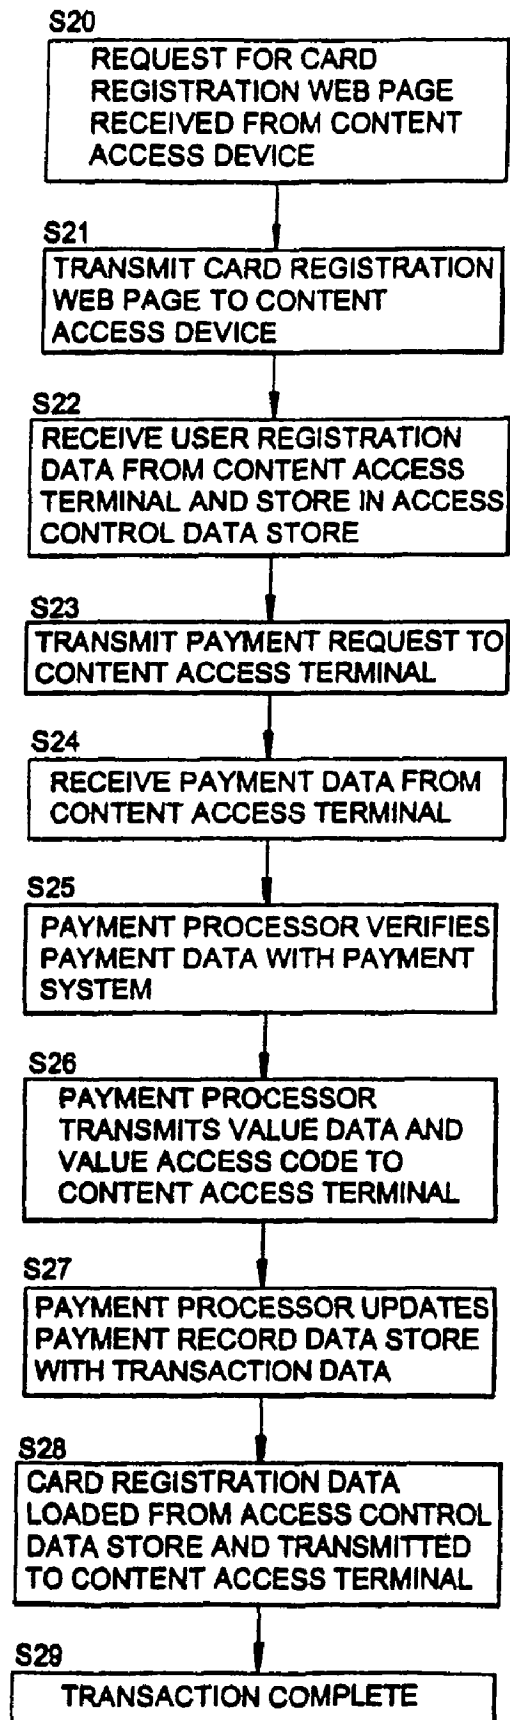 S20
REQUEST FOR CARD
REGISTRATION WEB PAGE
RECEIVED FROM CONTENT
ACCESS DEVICE
S21
TRANSMIT CARD REGISTRATION
WEB PAGE TO CONTENT
ACCESS DEVICE
S22
RECEIVE USER REGISTRATION
DATA FROM CONTENT ACCESS
TERMINAL AND STORE IN ACCESS
CONTROL DATA STORE
S23
TRANSMIT PAYMENT REQUEST TO
CONTENT ACCESS TERMINAL
S24
RECEIVE PAYMENT DATA FROM
CONTENT ACCESS TERMINAL
S25
PAYMENT PROCESSOR VERIFIES
PAYMENT DATA WITH PAYMENT
SYSTEM
S26
PAYMENT PROCESSOR
TRANSMITS VALUE DATA AND
VALUE ACCESS CODE TO
CONTENT ACCESS TERMINAL
S27
PAYMENT PROCESSOR UPDATES
PAYMENT RECORD DATA STORE
WITH TRANSACTION DATA
S28
CARD REGISTRATION DATA
LOADED FROM ACCESS CONTROL
DATA STORE AND TRANSMITTED
TO CONTENT ACCESS TERMINAL
S29
TRANSACTION COMPLETE